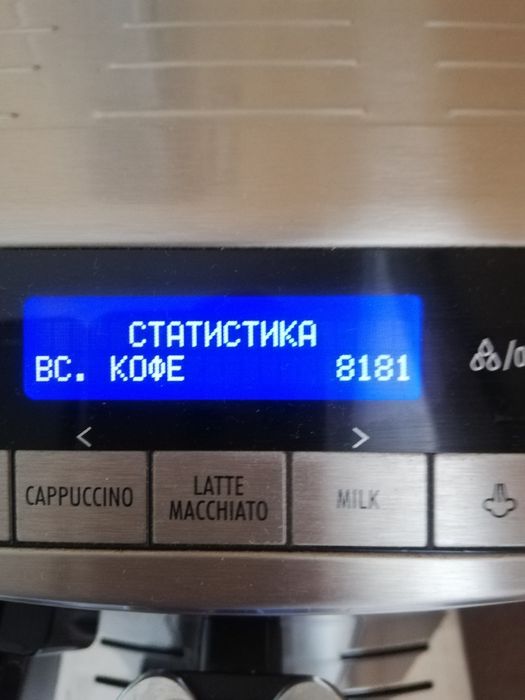 СТАТИСТИКА
ВС. КОФЕ 8181
< >
CAPPUCCINO
LATTE
MACCHIATO
MILK